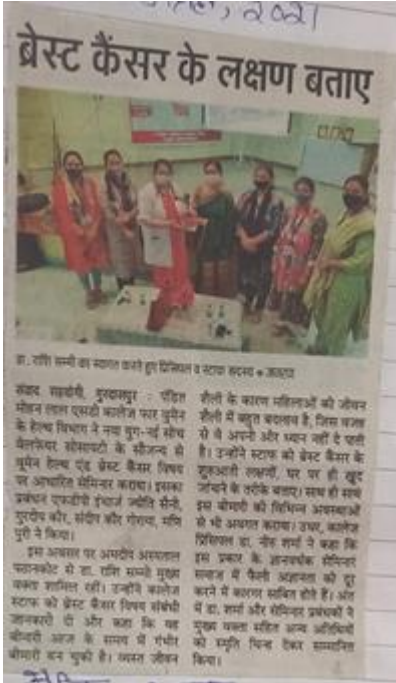 2021
ब्रेस्ट कैंसर के लक्षण बताए
डा. राशि सम्मी का स्वागत करते हुए प्रिंसिपल व स्टाफ सदस्य ● जागरण
संवाद सहयोगी, गुरदासपुर : पंडित
मोहन लाल एसडी कालेज फार वुमेन
के हेल्थ विभाग ने नया युग-नई सोच
वेलफेयर सोसायटी के सौजन्य से
वुमेन हेल्थ एंड ब्रेस्ट कैंसर विषय
पर आधारित सेमिनार कराया। इसका
प्रबंधन एफडीपी इंचार्ज ज्योति सैनी,
गुरदीप कौर, संदीप कौर गोराया, मणि
पुरी ने किया।
इस अवसर पर अमदीप अस्पताल
पठानकोट से डा. राशि सम्मी मुख्य
वक्ता शामिल रहीं। उन्होंने कालेज
स्टाफ को ब्रेस्ट कैंसर विषय संबंधी
जानकारी दी और कहा कि यह
बीमारी आज के समय में गंभीर
बीमारी बन चुकी है। व्यस्त जीवन
शैली के कारण महिलाओं की जीवन
शैली में बहुत बदलाव है, जिस वजह
से वे अपनी ओर ध्यान नहीं दे पाती
है। उन्होंने स्टाफ को ब्रेस्ट कैंसर के
शुरुआती लक्षणों, घर पर ही खुद
जांचने के तरीके बताए। साथ ही साथ
इस बीमारी की विभिन्न अवस्थाओं
से भी अवगत कराया। उधर, कालेज
प्रिंसिपल डा. नीरु शर्मा ने कहा कि
इस प्रकार के ज्ञानवर्धक सेमिनार
समाज में फैली अज्ञानता को दूर
करने में कारगर साबित होते हैं। अंत
में डा. शर्मा और सेमिनार प्रबंधकों ने
मुख्य वक्ता सहित अन्य अतिथियों
को स्मृति चिन्ह देकर सम्मानित
किया।